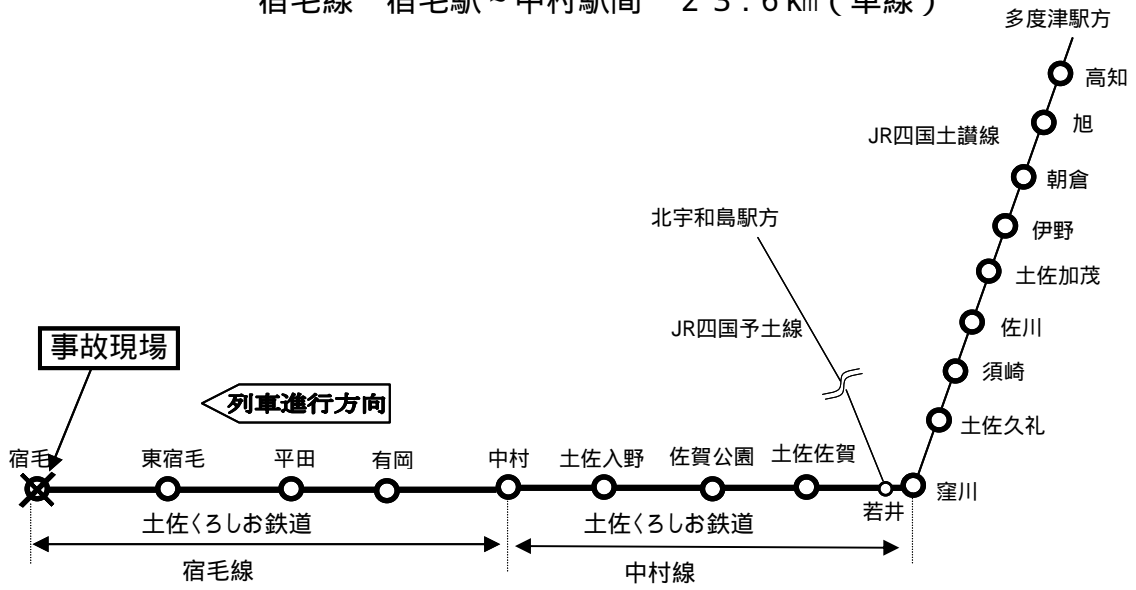 宿毛線 宿毛駅～中村駅間 23.6㎞(単線)
多度津駅方
高知
旭
JR四国土讃線
朝倉
北宇和島駅方
伊野
土佐加茂
JR四国予土線
佐川
事故現場
須崎
列車進行方向
土佐久礼
宿毛
東宿毛
平田
有岡
中村
土佐入野
佐賀公園
土佐佐賀
窪川
若井
土佐くろしお鉄道
土佐くろしお鉄道
宿毛線
中村線